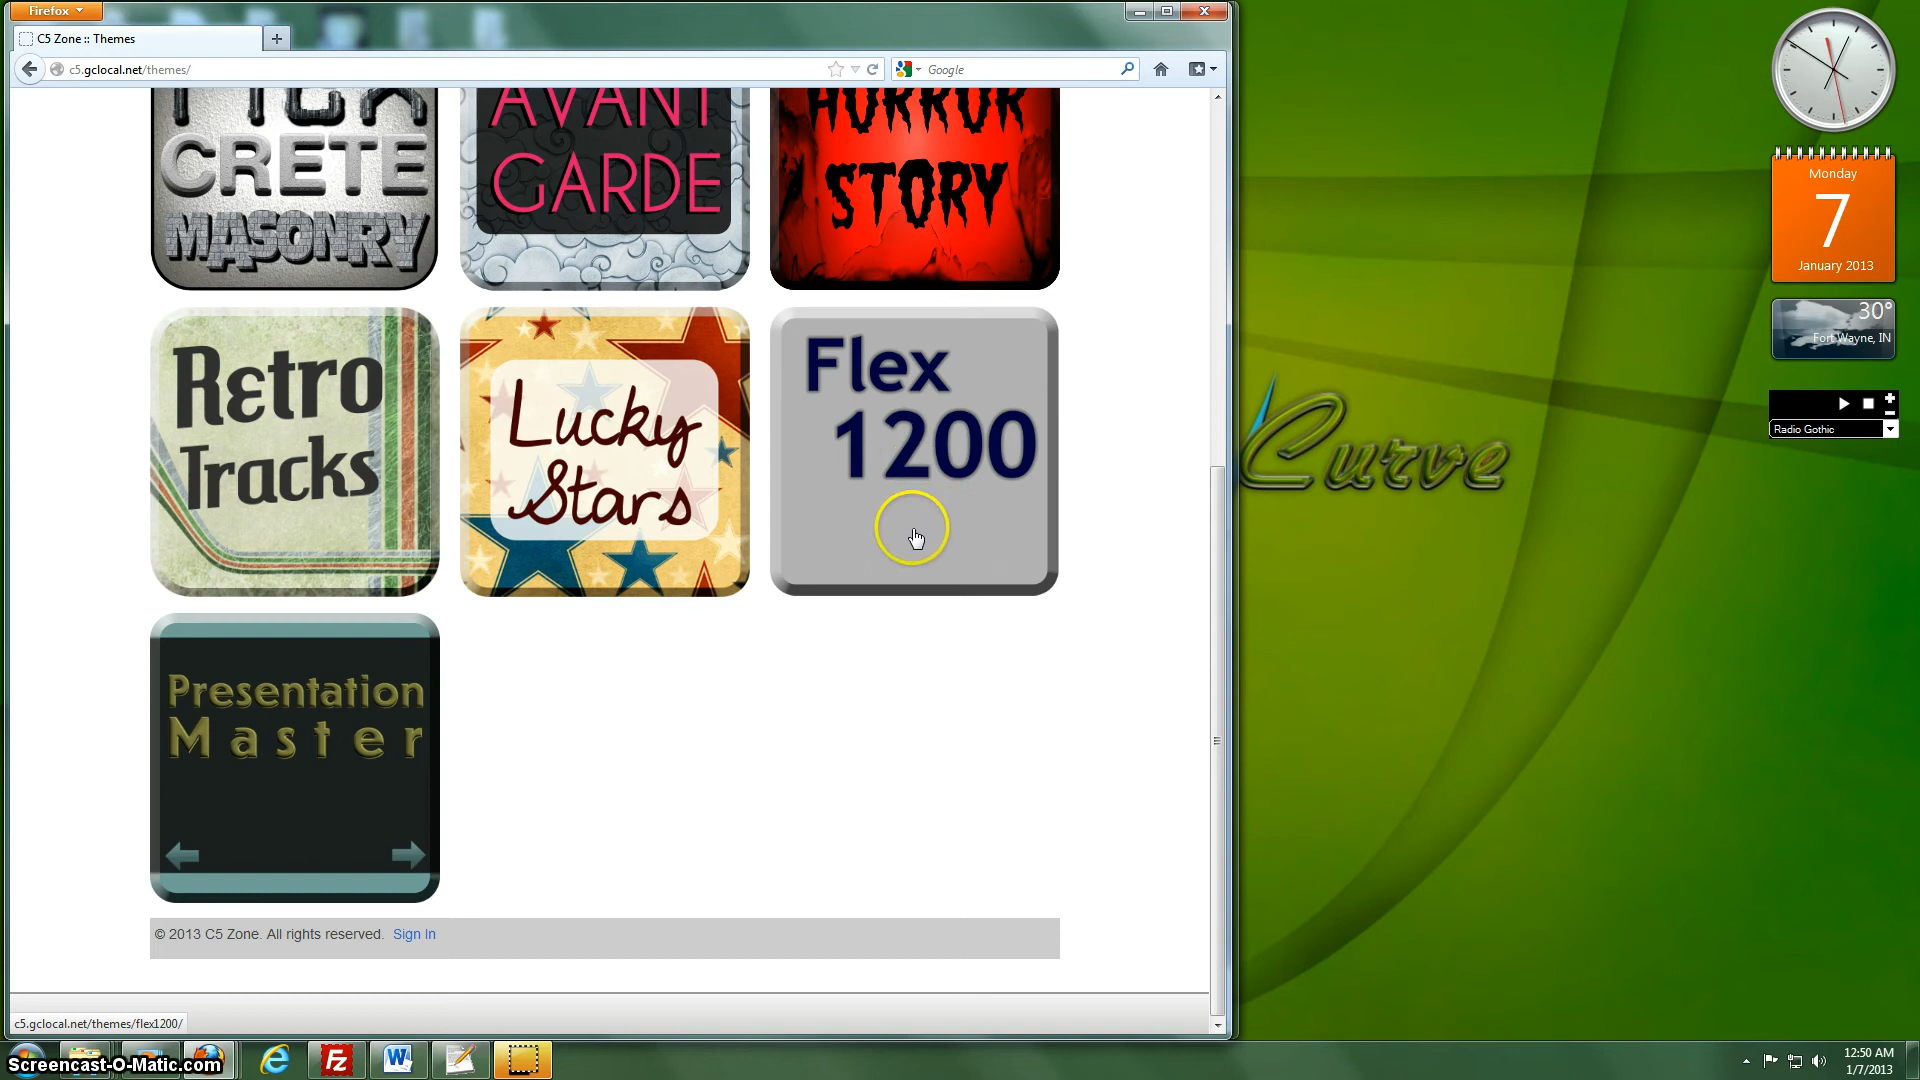 Firefox
C5 Zone :: Themes
c5.gclocal.net/themes/
Google
CRETE
MASONRY
AVANT
GARDE
HORROR
STORY
Retro
Tracks
Lucky
Stars
Flex
1200
Presentation
Master
© 2013 C5 Zone. All rights reserved. Sign In
c5.gclocal.net/themes/flex1200/
Curve
Monday
7
January 2013
30°
Fort Wayne, IN
Radio Gothic
Screencast-O-Matic.com
12:50 AM
1/7/2013